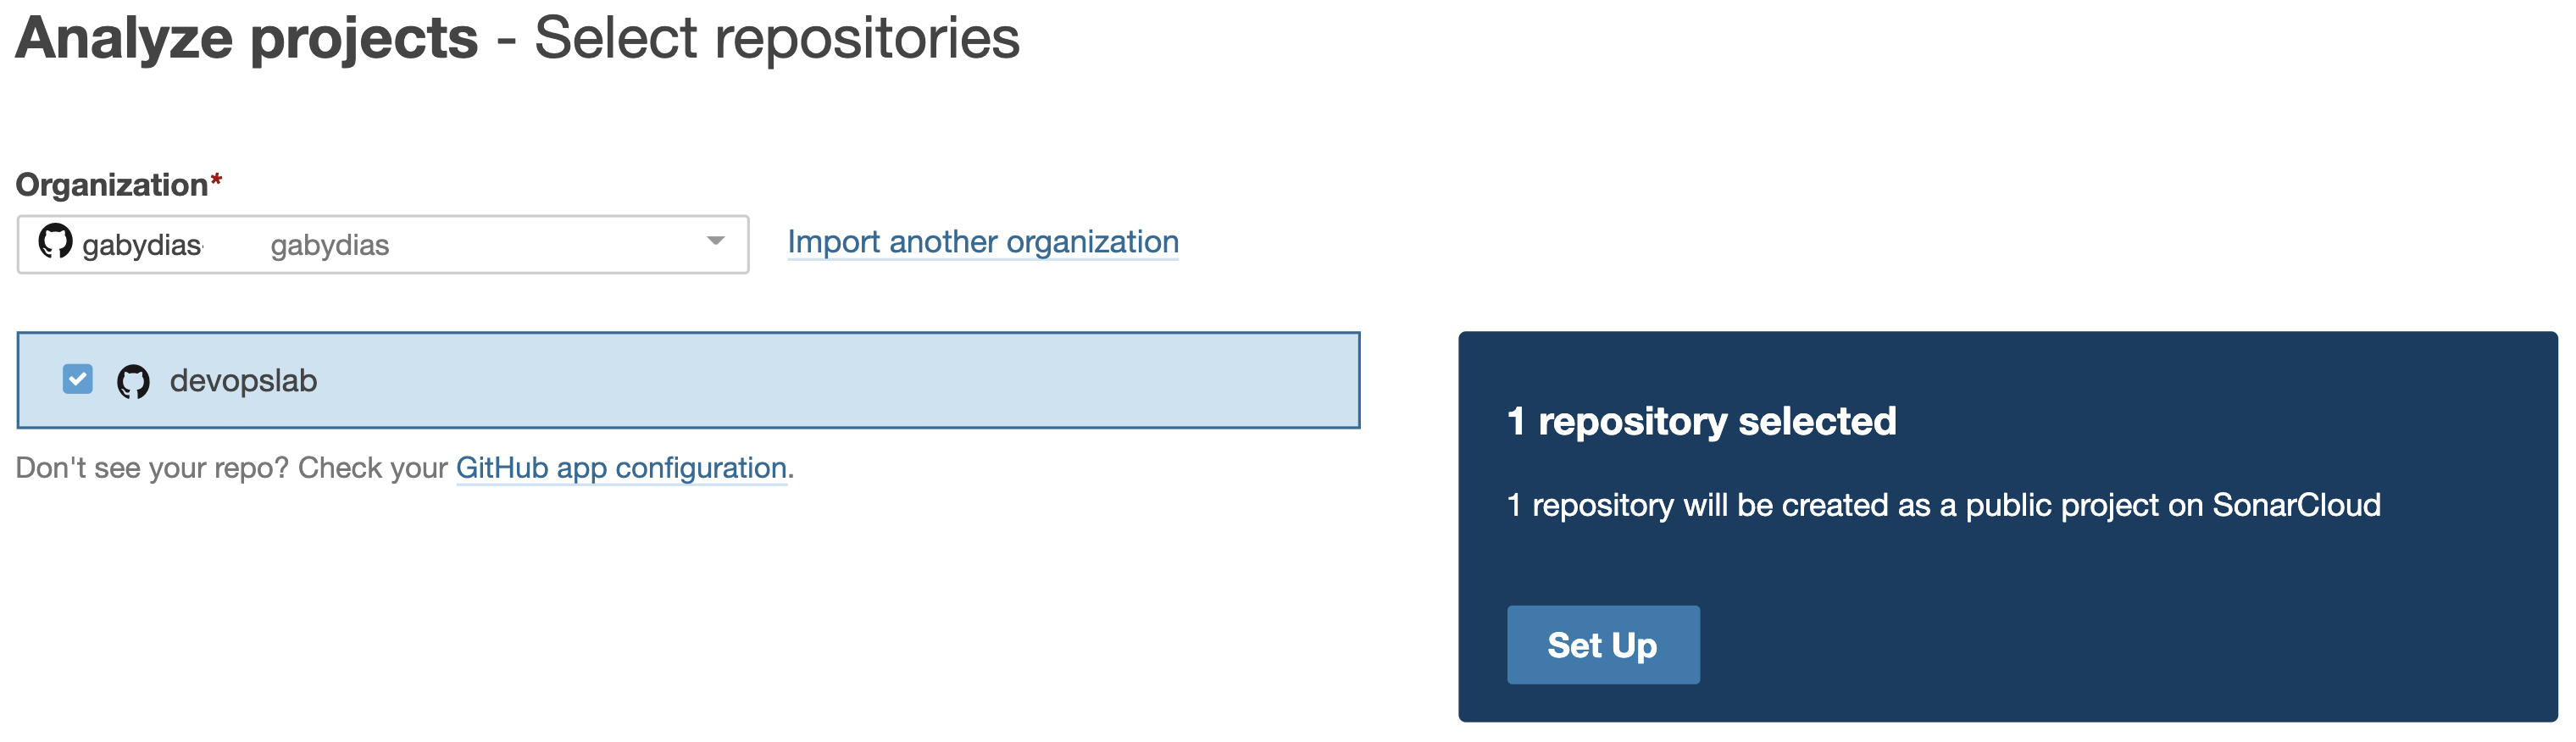 Analyze projects - Select repositories
Organization*
gabydias gabydias
Import another organization
devopslab
Don't see your repo? Check your GitHub app configuration.
1 repository selected
1 repository will be created as a public project on SonarCloud
Set Up